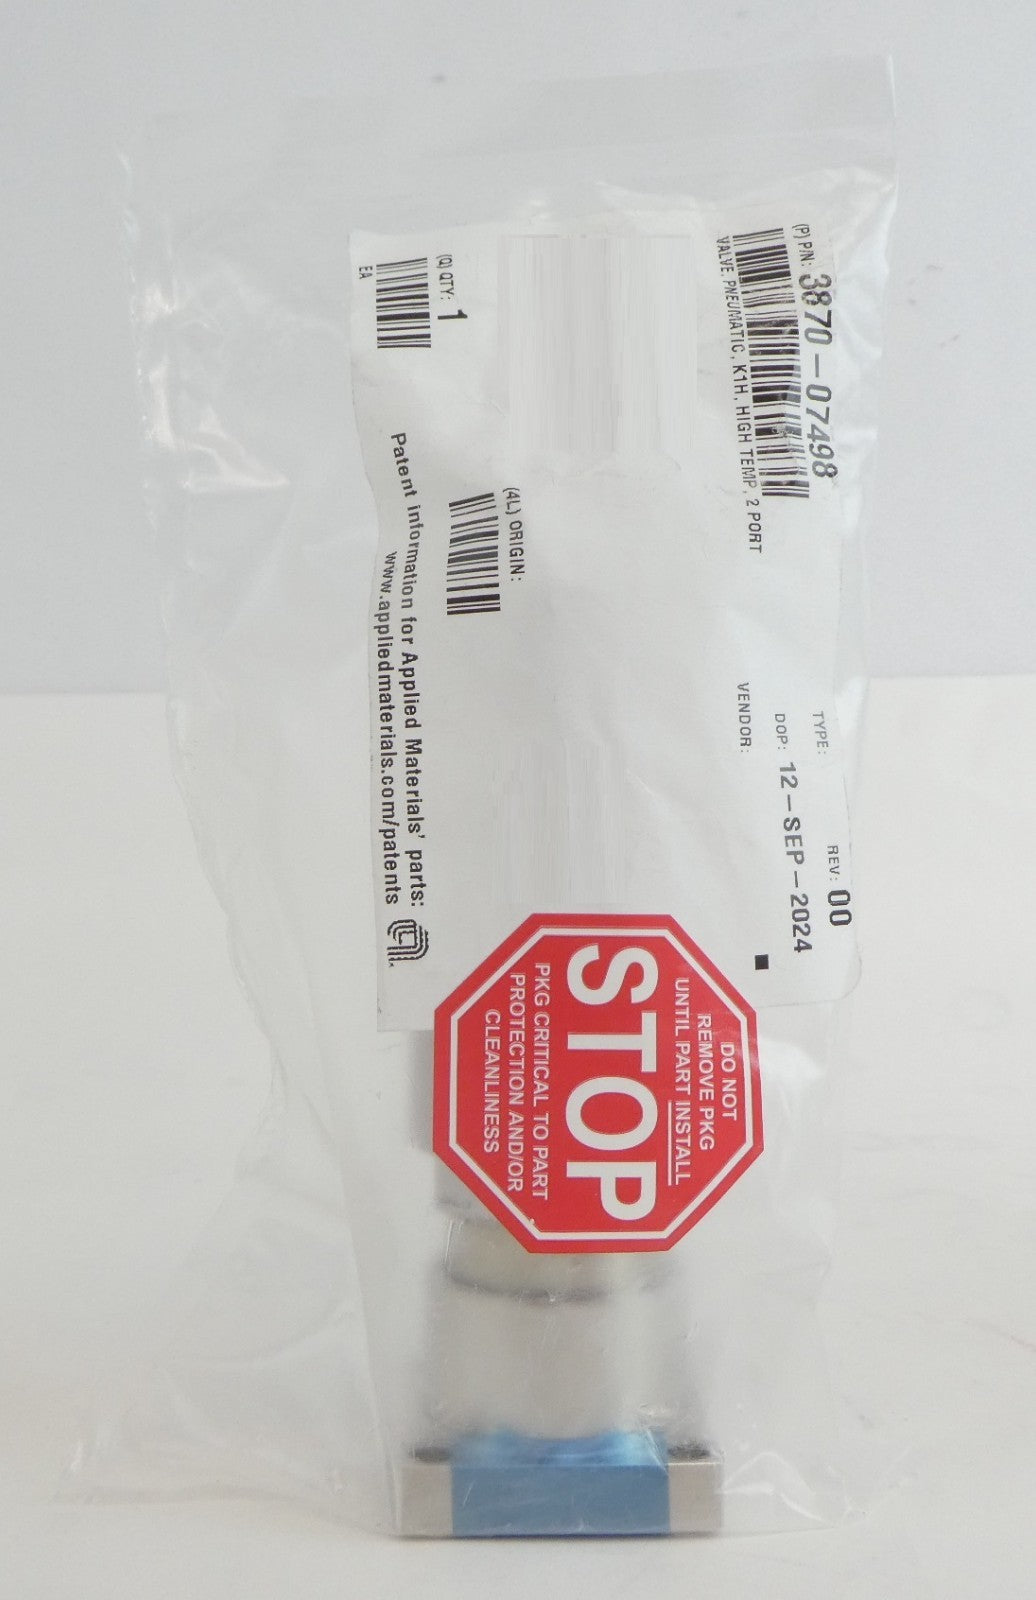 (P) P/N: 3870-07498
VALVE, PNEUMATIC, K1H, HIGH TEMP, 2 PORT
TYPE:
REV: 00
DOP: 12-SEP-2024
VENDOR:
(4L) ORIGIN:
(Q) QTY: 1
EA
Patent information for Applied Materials' parts:
www.appliedmaterials.com/patents
DO NOT
REMOVE PKG
UNTIL PART INSTALL
STOP
PKG CRITICAL TO PART
PROTECTION AND/OR
CLEANLINESS